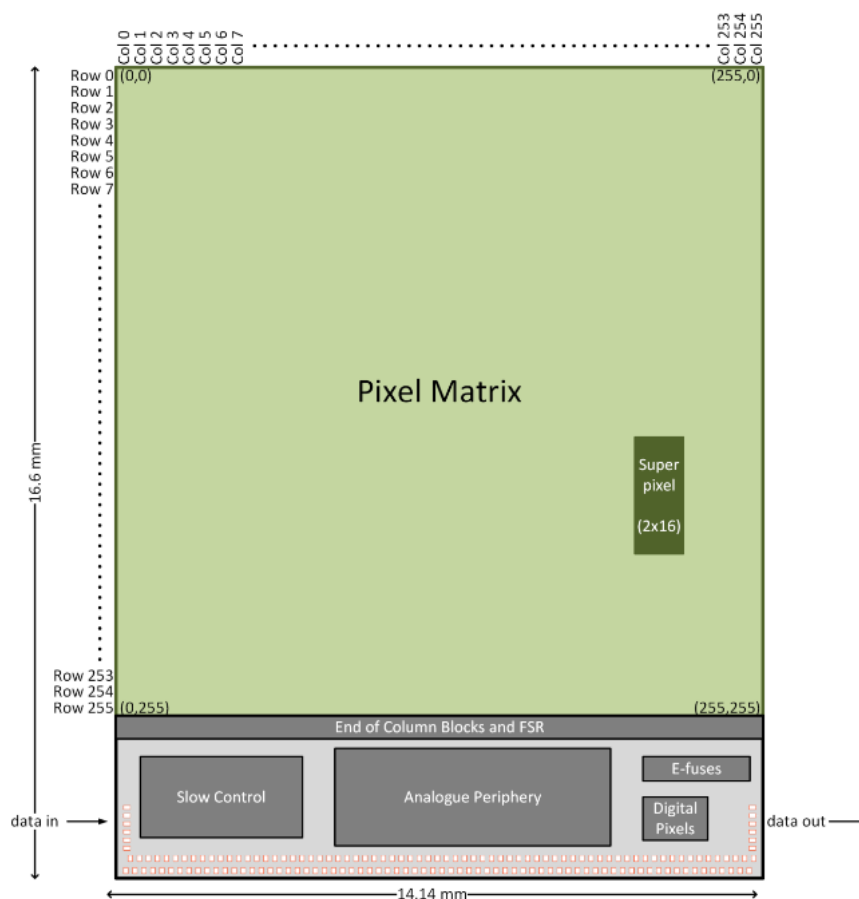 Col 0
Col 1
Col 2
Col 3
Col 4
Col 5
Col 6
Col 7
Col 253
Col 254
Col 255
Row 0
(0,0)
(255,0)
Row 1
Row 2
Row 3
Row 4
Row 5
Row 6
Row 7
Pixel Matrix
16.6 mm
Super
pixel
(2x16)
Row 253
Row 254
Row 255
(0,255)
(255,255)
End of Column Blocks and FSR
Slow Control
Analogue Periphery
E-fuses
Digital
Pixels
data in
data out
14.14 mm